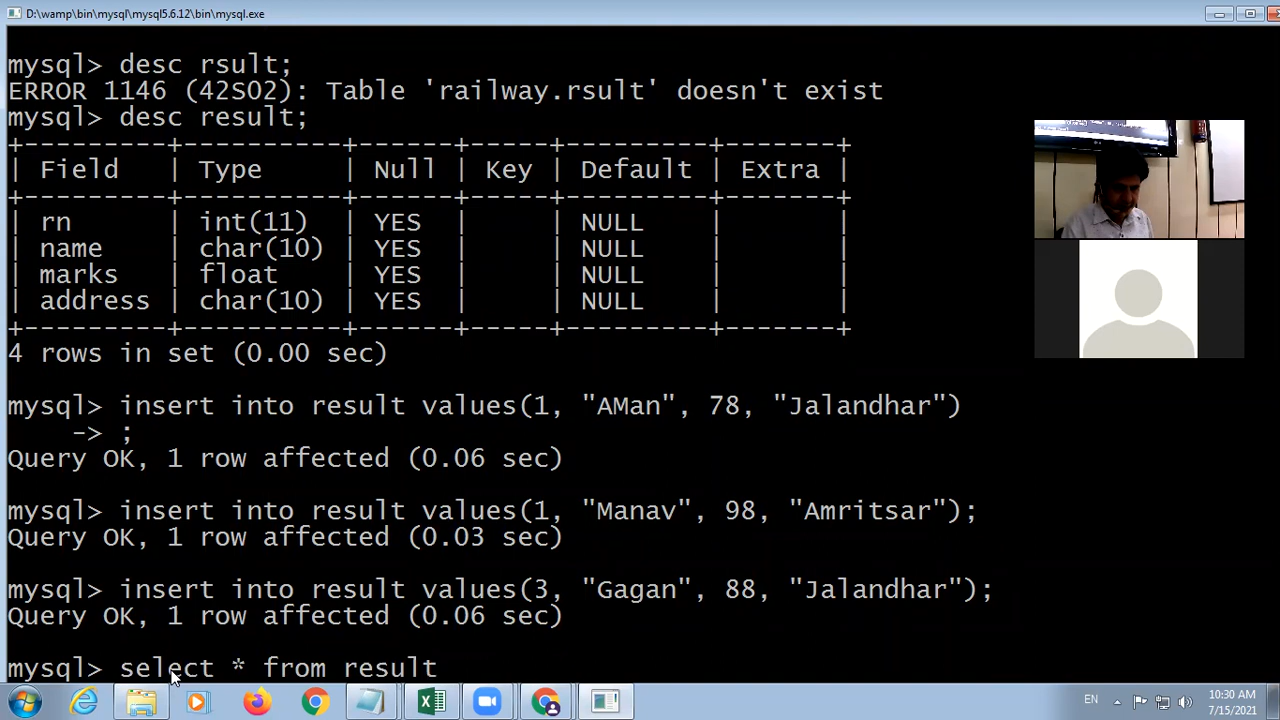 D:\wamp\bin\mysql\mysql5.6.12\bin\mysql.exe
mysql> desc rsult;
ERROR 1146 (42S02): Table 'railway.rsult' doesn't exist
mysql> desc result;
+---------+----------+------+-----+---------+-------+
| Field   | Type     | Null | Key | Default | Extra |
+---------+----------+------+-----+---------+-------+
| rn      | int(11)  | YES  |     | NULL    |       |
| name    | char(10) | YES  |     | NULL    |       |
| marks   | float    | YES  |     | NULL    |       |
| address | char(10) | YES  |     | NULL    |       |
+---------+----------+------+-----+---------+-------+
4 rows in set (0.00 sec)
mysql> insert into result values(1, "AMan", 78, "Jalandhar")
    -> ;
Query OK, 1 row affected (0.06 sec)
mysql> insert into result values(1, "Manav", 98, "Amritsar");
Query OK, 1 row affected (0.03 sec)
mysql> insert into result values(3, "Gagan", 88, "Jalandhar");
Query OK, 1 row affected (0.06 sec)
mysql> select * from result
EN
10:30 AM
7/15/2021